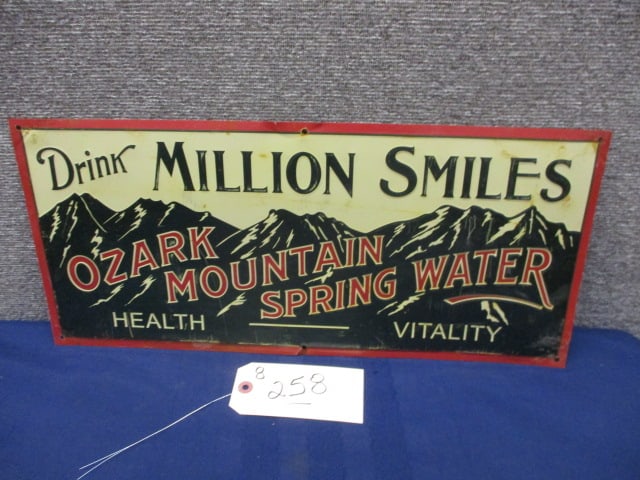 Drink MILLION SMILES
OZARK
MOUNTAIN
SPRING WATER
HEALTH VITALITY
8
258